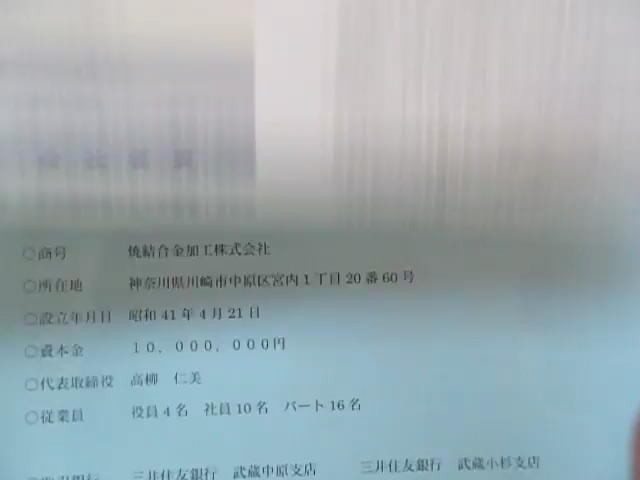 ○商号 焼結合金加工株式会社
○所在地 神奈川県川崎市中原区宮内1丁目20番60号
○設立年月日 昭和41年4月21日
○資本金 １０，０００，０００円
○代表取締役 高柳 仁美
○従業員 役員4名 社員10名 パート16名
三井住友銀行 武蔵中原支店 三井住友銀行 武蔵小杉支店